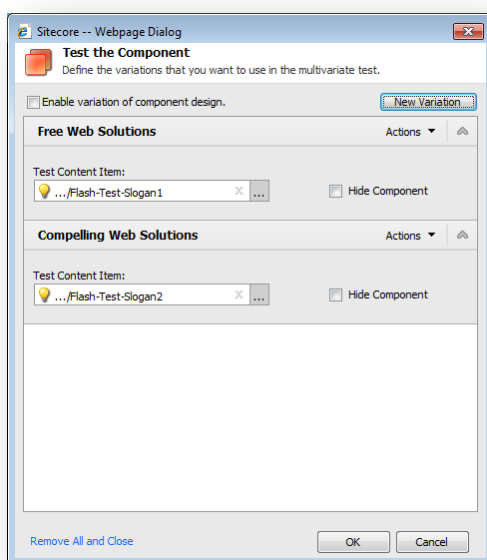 Sitecore -- Webpage Dialog
Test the Component
Define the variations that you want to use in the multivariate test.
Enable variation of component design.
New Variation
Free Web Solutions
Actions
Test Content Item:
.../Flash-Test-Slogan1
...
Hide Component
Compelling Web Solutions
Actions
Test Content Item:
.../Flash-Test-Slogan2
...
Hide Component
Remove All and Close
OK
Cancel